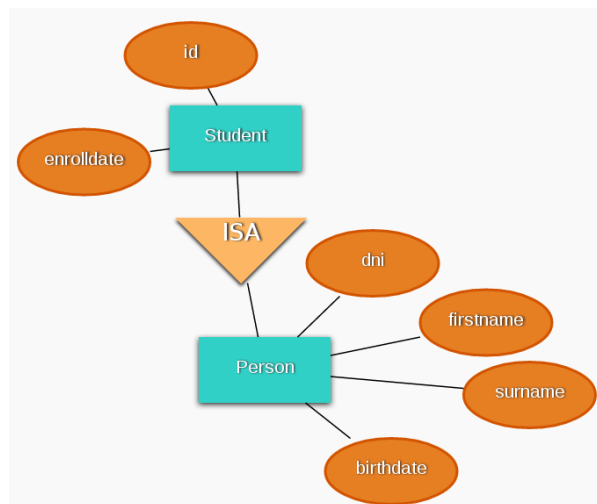 id
Student
enrolldate
ISA
dni
firstname
Person
surname
birthdate